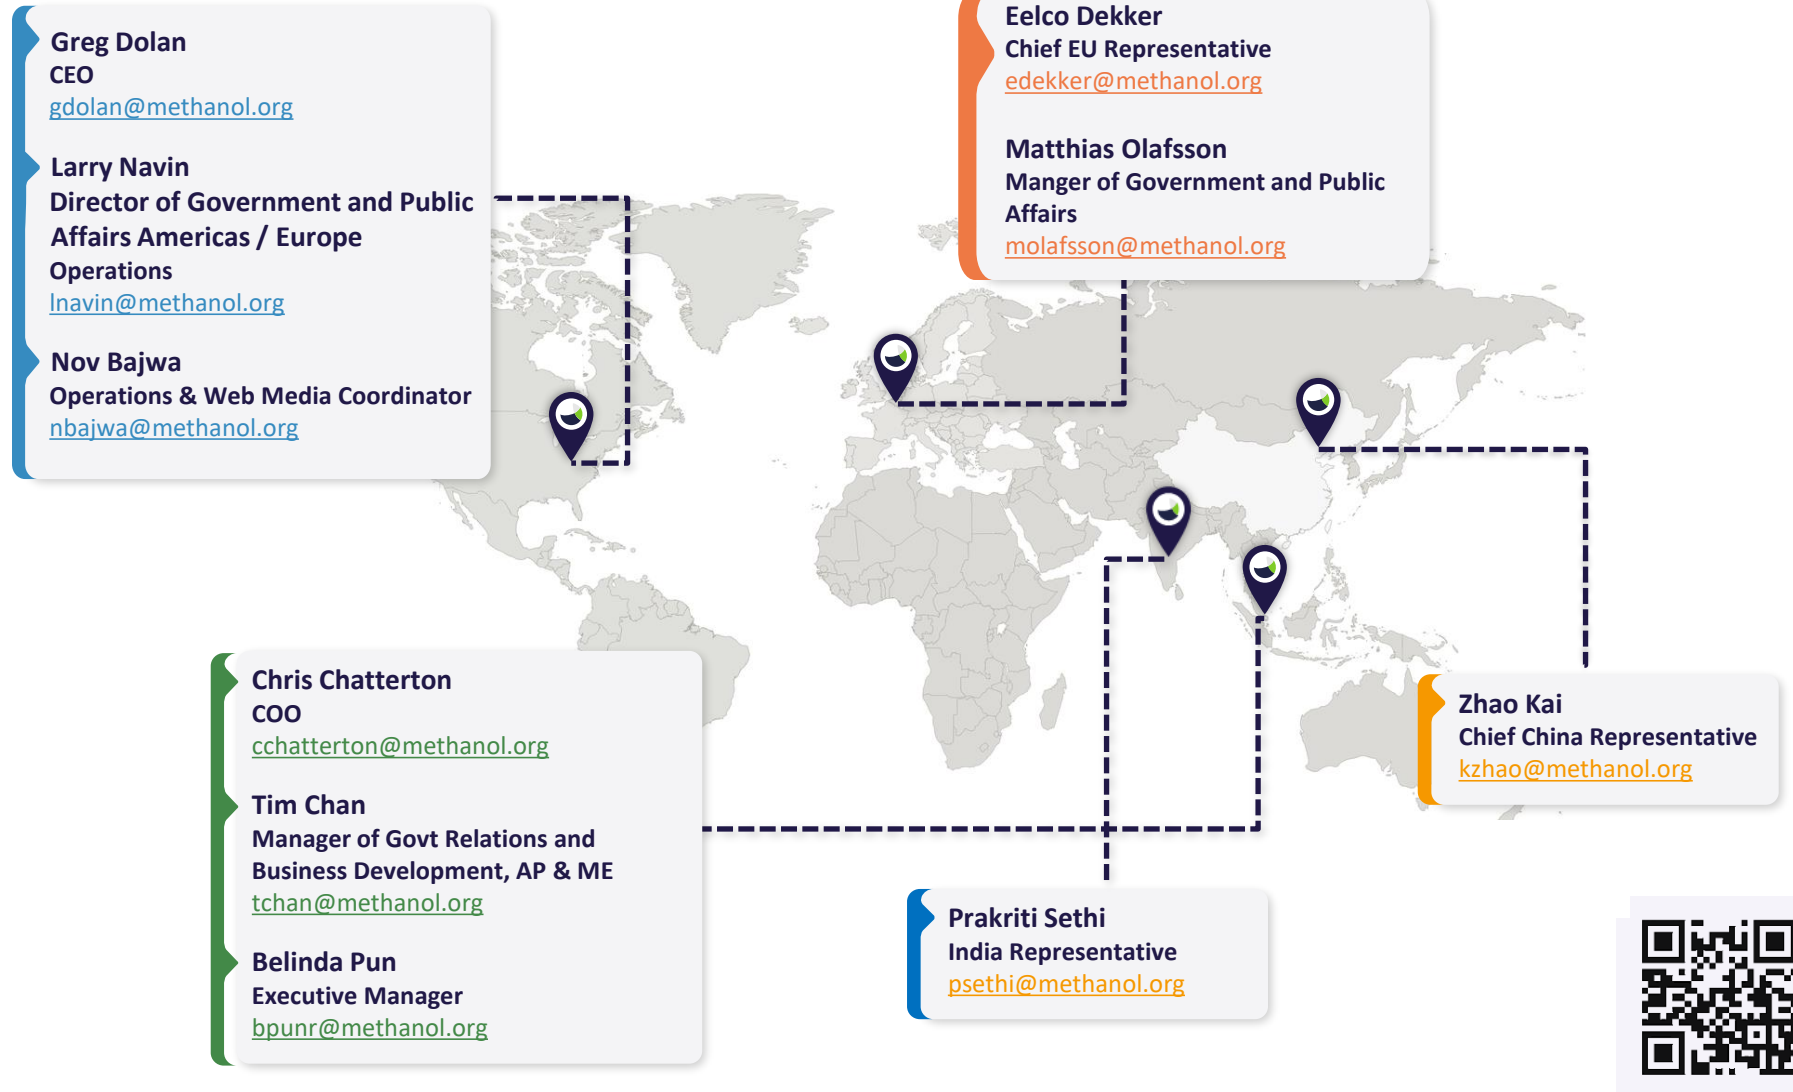 Greg Dolan
CEO
gdolan@methanol.org
Larry Navin
Director of Government and Public
Affairs Americas / Europe
Operations
lnavin@methanol.org
Nov Bajwa
Operations & Web Media Coordinator
nbajwa@methanol.org
Eelco Dekker
Chief EU Representative
edekker@methanol.org
Matthias Olafsson
Manger of Government and Public
Affairs
molafsson@methanol.org
Chris Chatterton
COO
cchatterton@methanol.org
Tim Chan
Manager of Govt Relations and
Business Development, AP & ME
tchan@methanol.org
Belinda Pun
Executive Manager
bpunr@methanol.org
Prakriti Sethi
India Representative
psethi@methanol.org
Zhao Kai
Chief China Representative
kzhao@methanol.org